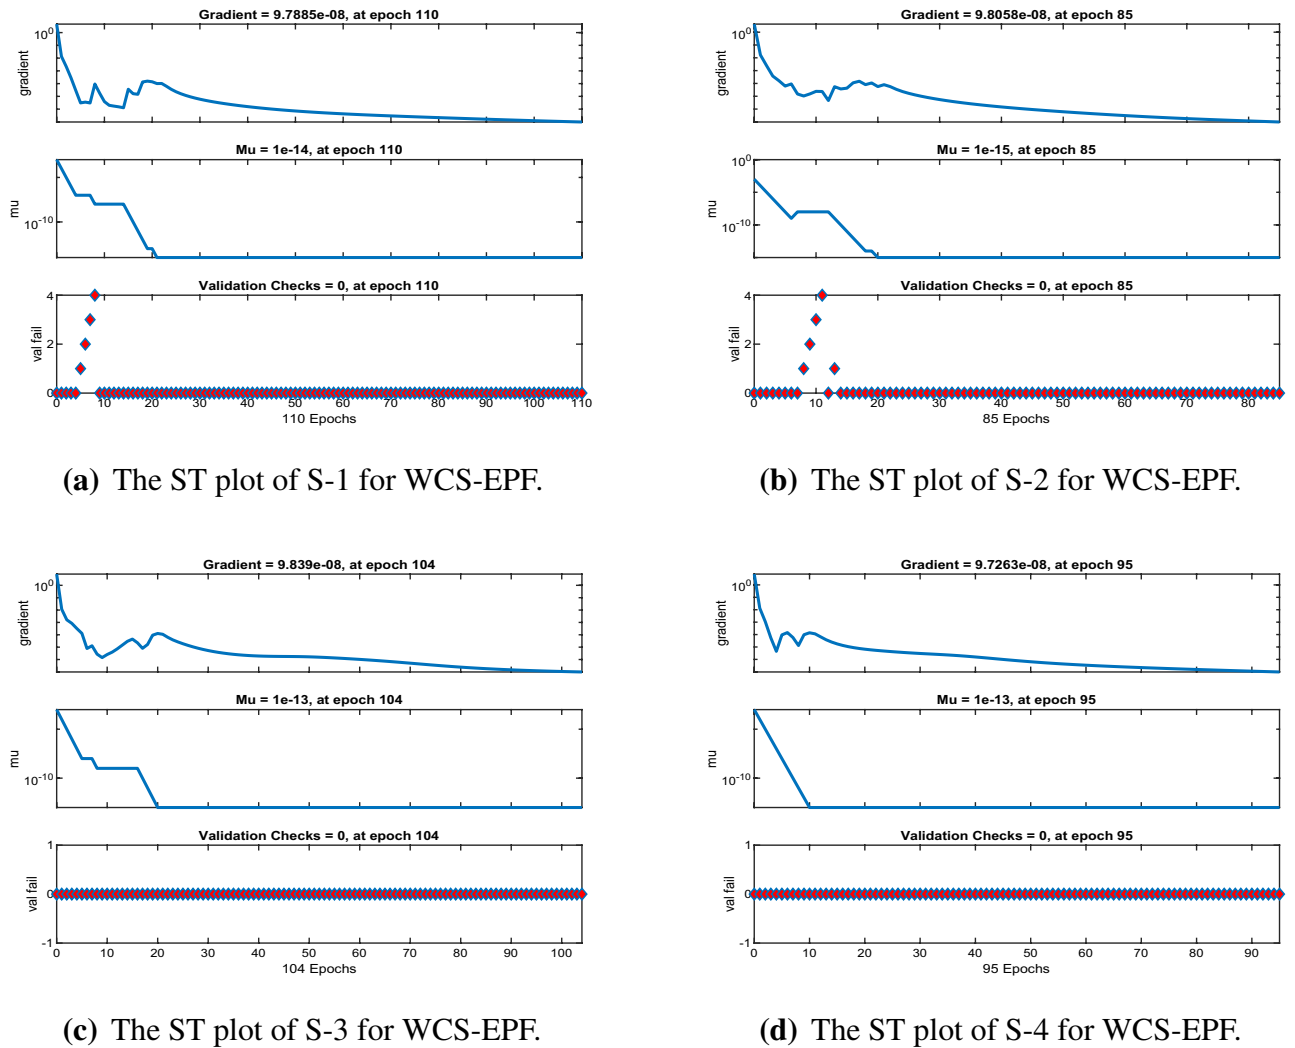 Gradient = 9.7885e-08, at epoch 110
10^0
gradient
Mu = 1e-14, at epoch 110
10^-10
mu
Validation Checks = 0, at epoch 110
4
2
0
val fail
0 10 20 30 40 50 60 70 80 90 100 110
110 Epochs
(a) The ST plot of S-1 for WCS-EPF.
Gradient = 9.8058e-08, at epoch 85
10^0
gradient
Mu = 1e-15, at epoch 85
10^0
10^-10
mu
Validation Checks = 0, at epoch 85
4
2
0
val fail
0 10 20 30 40 50 60 70 80
85 Epochs
(b) The ST plot of S-2 for WCS-EPF.
Gradient = 9.839e-08, at epoch 104
10^0
gradient
Mu = 1e-13, at epoch 104
10^-10
mu
Validation Checks = 0, at epoch 104
1
0
-1
val fail
0 10 20 30 40 50 60 70 80 90 100
104 Epochs
(c) The ST plot of S-3 for WCS-EPF.
Gradient = 9.7263e-08, at epoch 95
10^0
gradient
Mu = 1e-13, at epoch 95
10^-10
mu
Validation Checks = 0, at epoch 95
1
0
-1
val fail
0 10 20 30 40 50 60 70 80 90
95 Epochs
(d) The ST plot of S-4 for WCS-EPF.